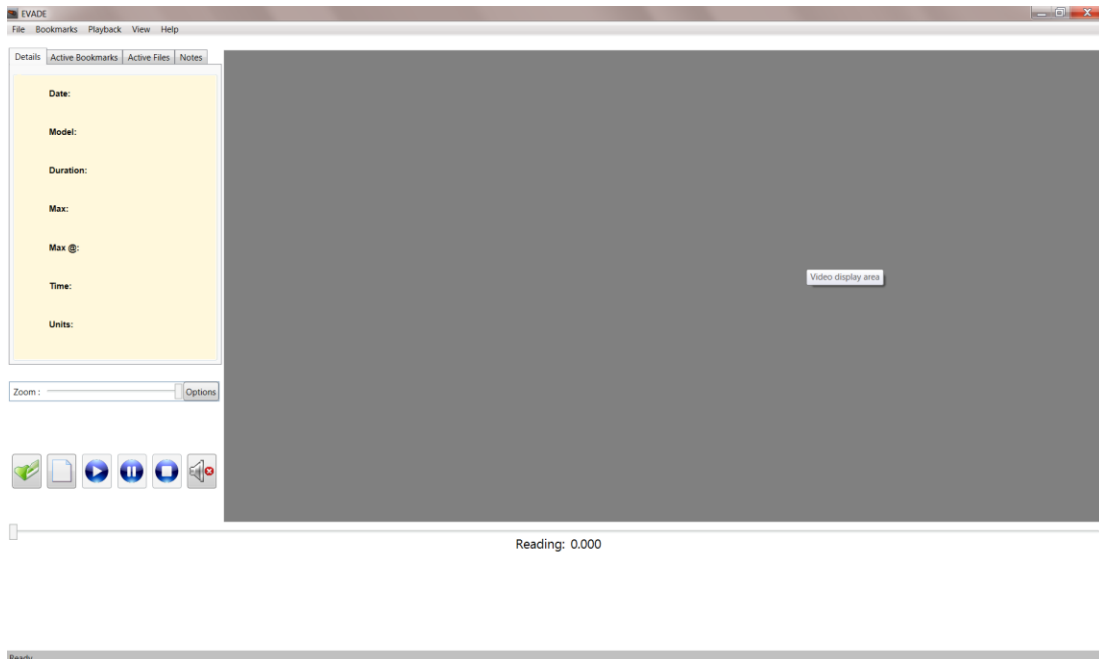 EVADE
File Bookmarks Playback View Help
Details Active Bookmarks Active Files Notes
Date:
Model:
Duration:
Max:
Max @:
Time:
Units:
Video display area
Zoom : Options
Reading: 0.000
Ready